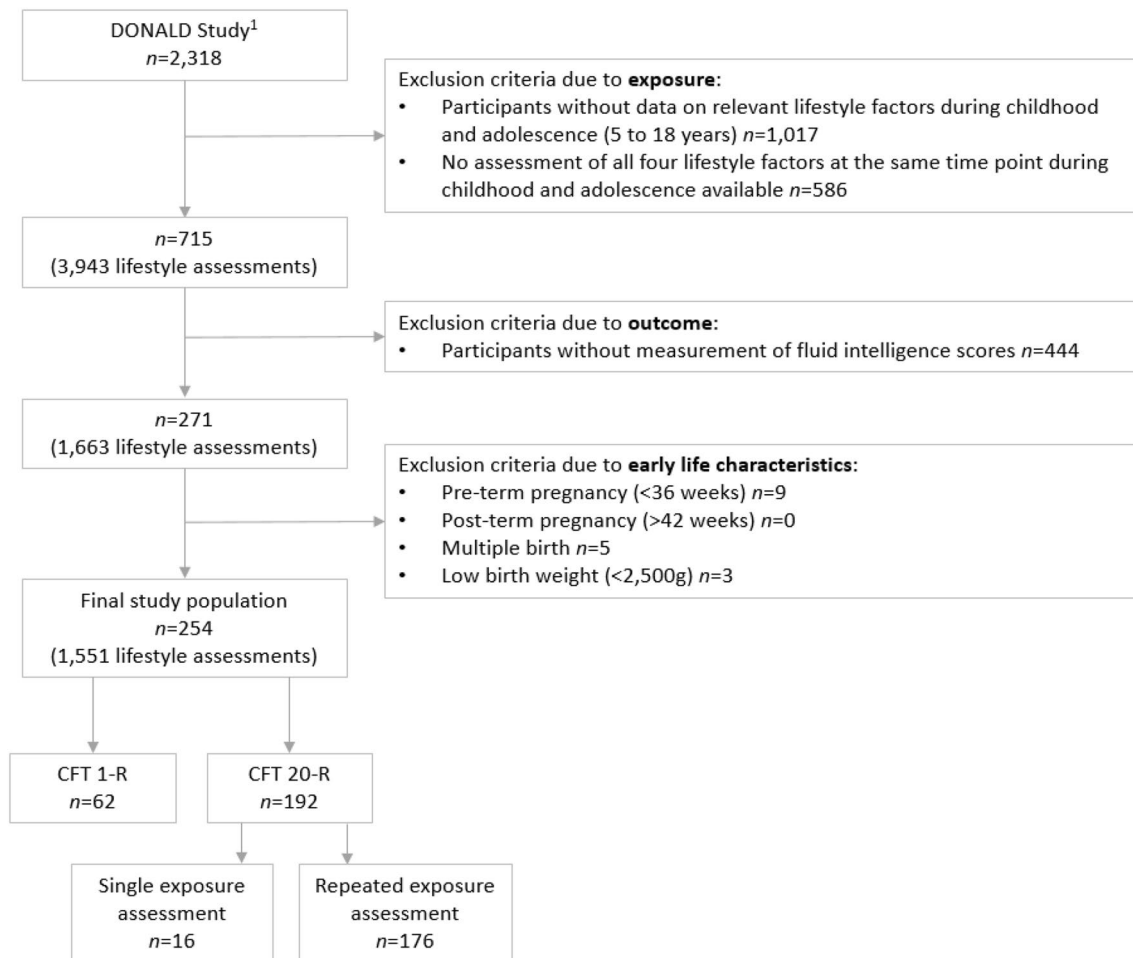 DONALD Study¹
n=2,318
Exclusion criteria due to exposure:
• Participants without data on relevant lifestyle factors during childhood
and adolescence (5 to 18 years) n=1,017
• No assessment of all four lifestyle factors at the same time point during
childhood and adolescence available n=586
n=715
(3,943 lifestyle assessments)
Exclusion criteria due to outcome:
• Participants without measurement of fluid intelligence scores n=444
n=271
(1,663 lifestyle assessments)
Exclusion criteria due to early life characteristics:
• Pre-term pregnancy (<36 weeks) n=9
• Post-term pregnancy (>42 weeks) n=0
• Multiple birth n=5
• Low birth weight (<2,500g) n=3
Final study population
n=254
(1,551 lifestyle assessments)
CFT 1-R
n=62
CFT 20-R
n=192
Single exposure
assessment
n=16
Repeated exposure
assessment
n=176